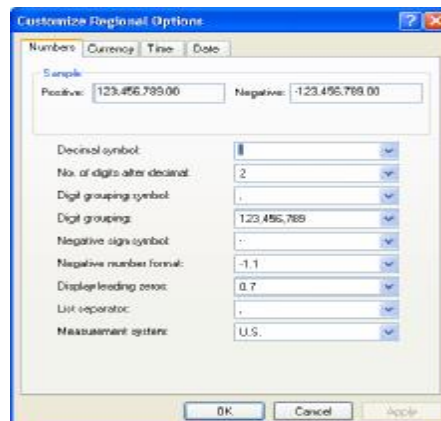 Customize Regional Options
Numbers Currency Time Date
Sample
Positive: 123,456,789.00 Negative: -123,456,789.00
Decimal symbol:
No. of digits after decimal: 2
Digit grouping symbol: ,
Digit grouping: 123,456,789
Negative sign symbol: -
Negative number format: -1.1
Display leading zeros: 0.7
List separator: ,
Measurement system: U.S.
OK Cancel Apply